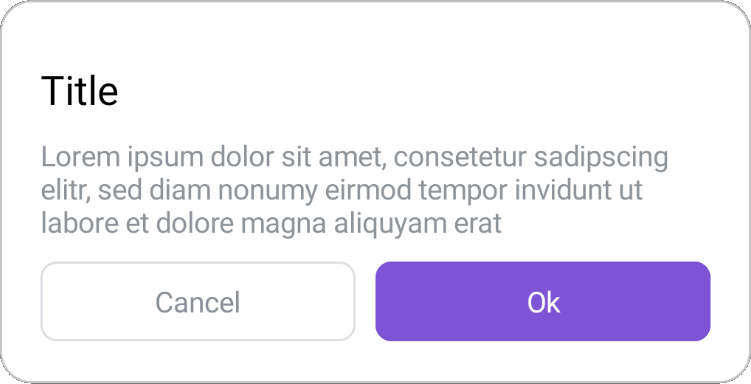 Title
Lorem ipsum dolor sit amet, consetetur sadipscing
elitr, sed diam nonumy eirmod tempor invidunt ut
labore et dolore magna aliquyam erat
Cancel
Ok